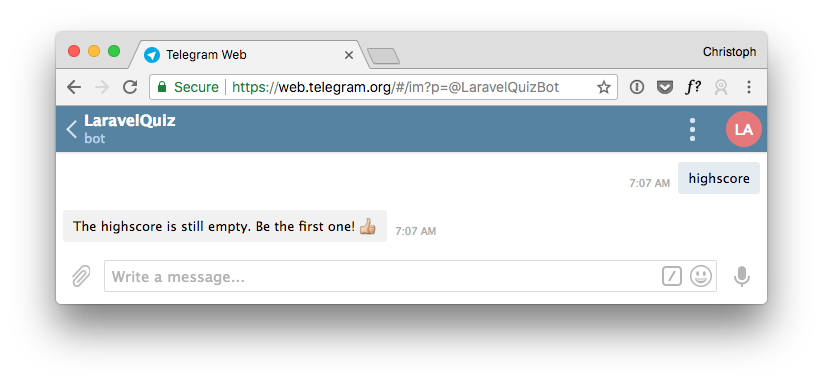 Telegram Web
Christoph
Secure https://web.telegram.org/#/im?p=@LaravelQuizBot
f?
LaravelQuiz
bot
LA
7:07 AM highscore
The highscore is still empty. Be the first one! 👍 7:07 AM
Write a message...